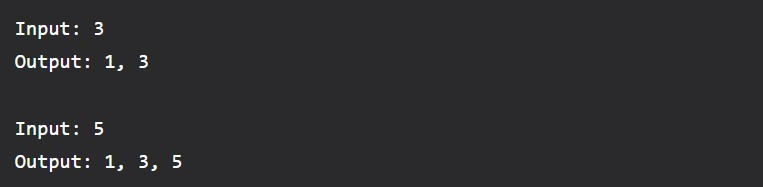 Input: 3
Output: 1, 3
Input: 5
Output: 1, 3, 5